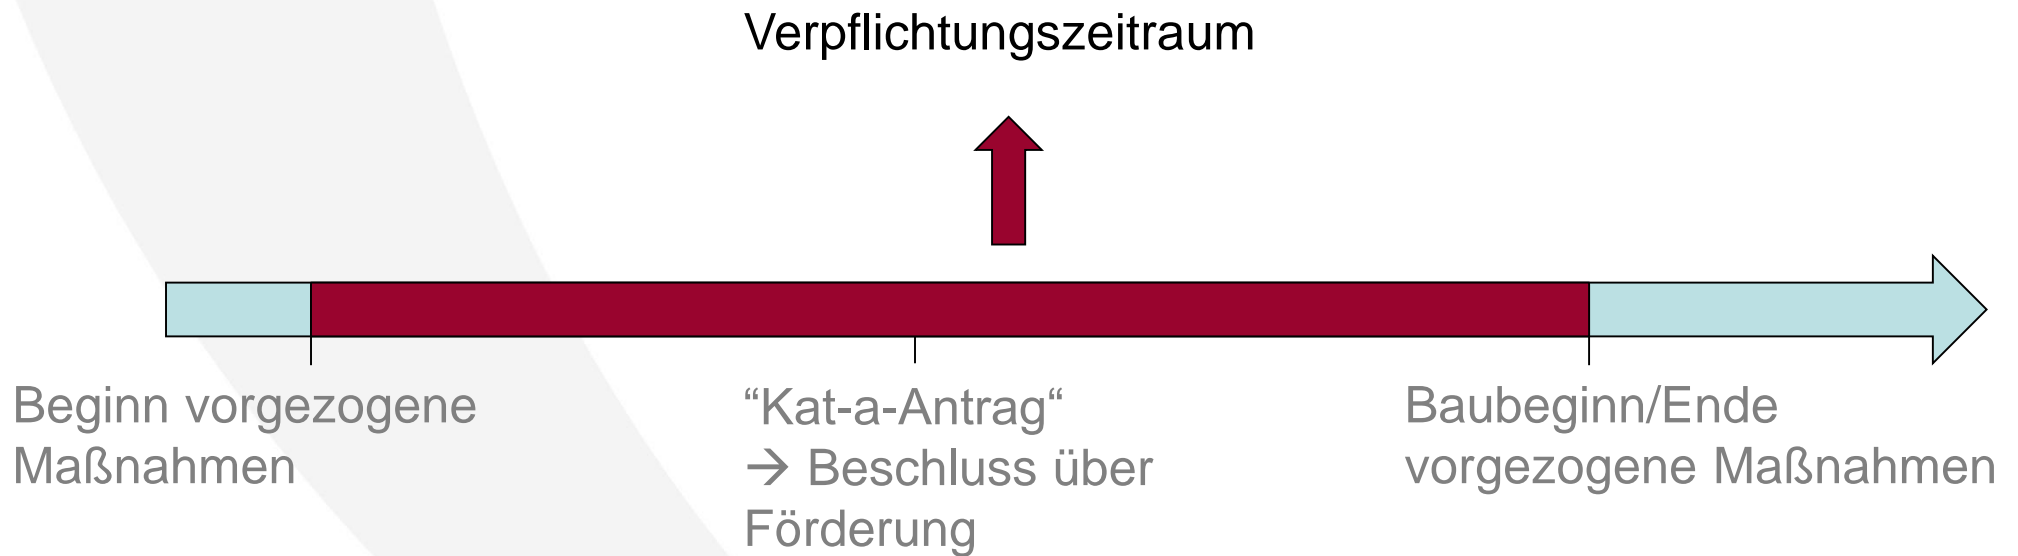 Verpflichtungszeitraum
Beginn vorgezogene
Maßnahmen
“Kat-a-Antrag“
→ Beschluss über
Förderung
Baubeginn/Ende
vorgezogene Maßnahmen